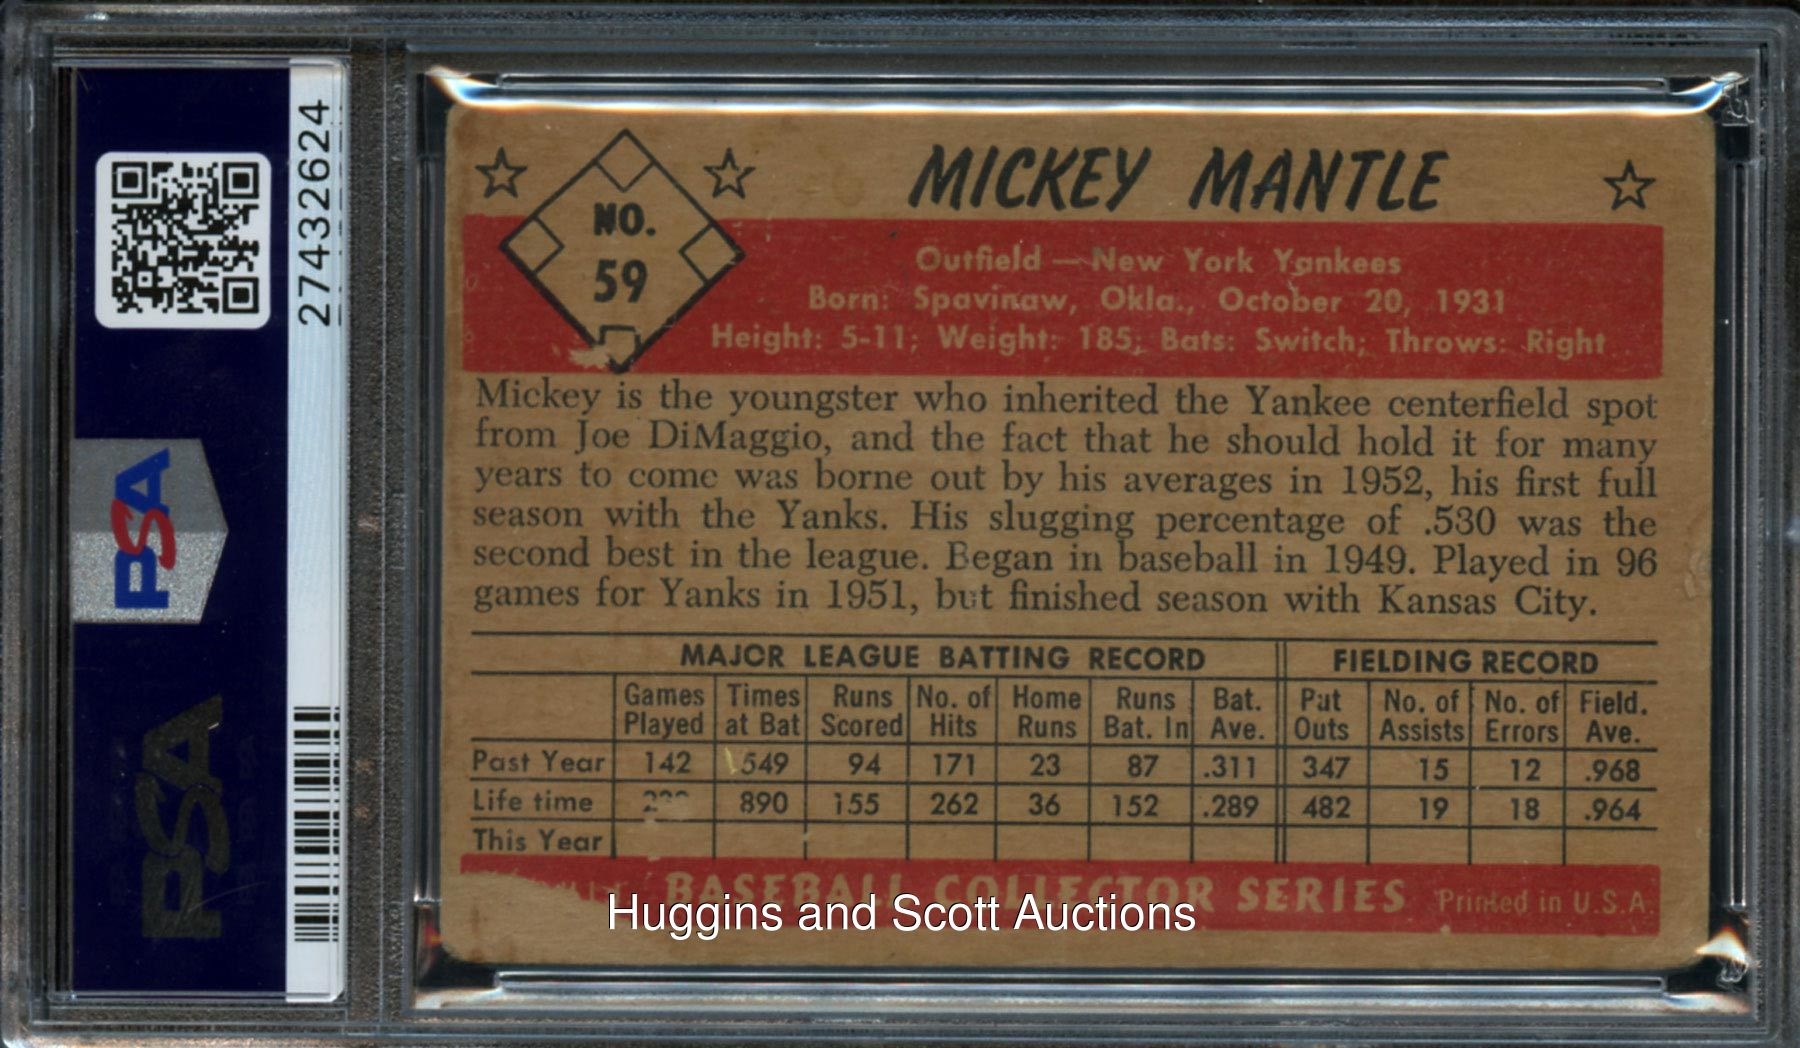 27432624
PSA
PSA
MICKEY MANTLE
NO.
59
Outfield — New York Yankees
Born: Spavinaw, Okla., October 20, 1931
Height: 5-11; Weight: 185; Bats: Switch; Throws: Right
Mickey is the youngster who inherited the Yankee centerfield spot
from Joe DiMaggio, and the fact that he should hold it for many
years to come was borne out by his averages in 1952, his first full
season with the Yanks. His slugging percentage of .530 was the
second best in the league. Began in baseball in 1949. Played in 96
games for Yanks in 1951, but finished season with Kansas City.
MAJOR LEAGUE BATTING RECORD FIELDING RECORD
Games Times Runs No. of Home Runs Bat. Put No. of No. of Field.
Played at Bat Scored Hits Runs Bat. In Ave. Outs Assists Errors Ave.
Past Year 142 549 94 171 23 87 .311 347 15 12 .968
Life time 890 155 262 36 152 .289 482 19 18 .964
This Year
BASEBALL COLLECTOR SERIES Printed in U.S.A.
Huggins and Scott Auctions